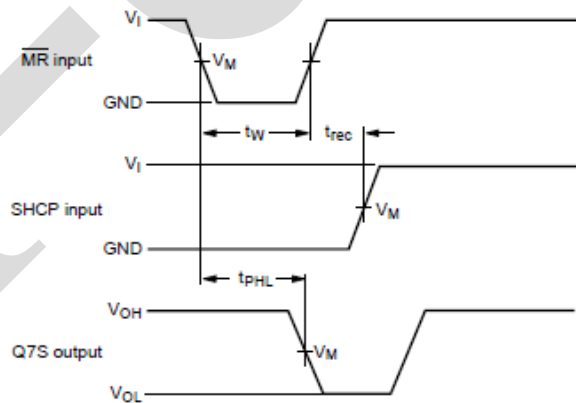 VI
MR input
VM
GND
tW
trec
VI
SHCP input
VM
GND
tPHL
VOH
Q7S output
VM
VOL